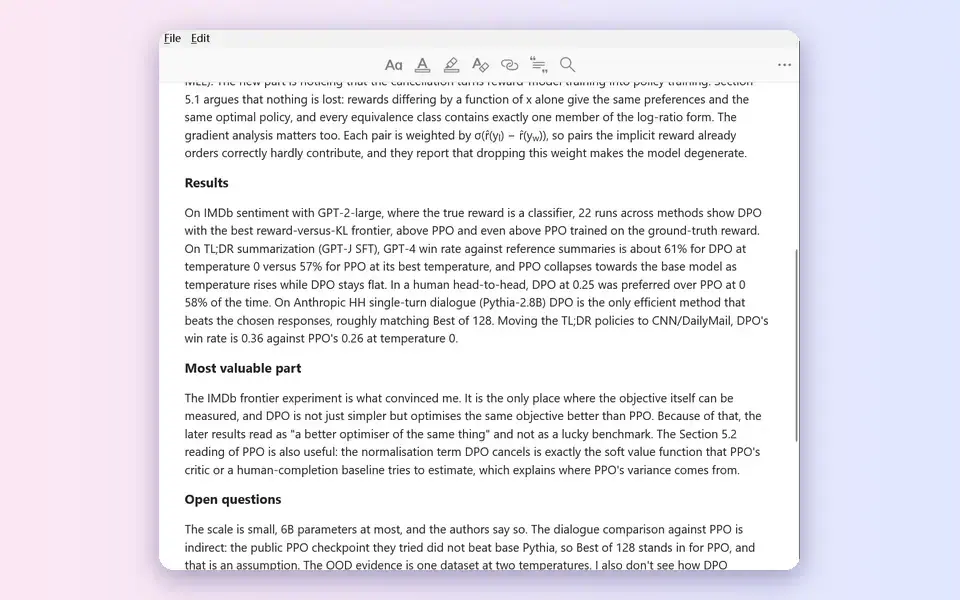 File Edit
MLE). The new part is noticing that the cancellation turns reward-model training into policy training. Section
5.1 argues that nothing is lost: rewards differing by a function of x alone give the same preferences and the
same optimal policy, and every equivalence class contains exactly one member of the log-ratio form. The
gradient analysis matters too. Each pair is weighted by σ(r̂(yₗ) − r̂(y_w)), so pairs the implicit reward already
orders correctly hardly contribute, and they report that dropping this weight makes the model degenerate.
Results
On IMDb sentiment with GPT-2-large, where the true reward is a classifier, 22 runs across methods show DPO
with the best reward-versus-KL frontier, above PPO and even above PPO trained on the ground-truth reward.
On TL;DR summarization (GPT-J SFT), GPT-4 win rate against reference summaries is about 61% for DPO at
temperature 0 versus 57% for PPO at its best temperature, and PPO collapses towards the base model as
temperature rises while DPO stays flat. In a human head-to-head, DPO at 0.25 was preferred over PPO at 0
58% of the time. On Anthropic HH single-turn dialogue (Pythia-2.8B) DPO is the only efficient method that
beats the chosen responses, roughly matching Best of 128. Moving the TL;DR policies to CNN/DailyMail, DPO's
win rate is 0.36 against PPO's 0.26 at temperature 0.
Most valuable part
The IMDb frontier experiment is what convinced me. It is the only place where the objective itself can be
measured, and DPO is not just simpler but optimises the same objective better than PPO. Because of that, the
later results read as "a better optimiser of the same thing" and not as a lucky benchmark. The Section 5.2
reading of PPO is also useful: the normalisation term DPO cancels is exactly the soft value function that PPO's
critic or a human-completion baseline tries to estimate, which explains where PPO's variance comes from.
Open questions
The scale is small, 6B parameters at most, and the authors say so. The dialogue comparison against PPO is
indirect: the public PPO checkpoint they tried did not beat base Pythia, so Best of 128 stands in for PPO, and
that is an assumption. The OOD evidence is one dataset at two temperatures. I also don't see how DPO